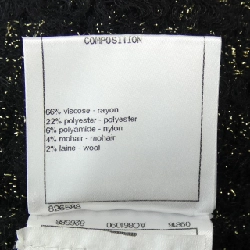 COMPOSITION
66% viscose - rayon
22% polyester - polyester
6% polyamide - nylon
4% mohair - mohair
2% laine - wool